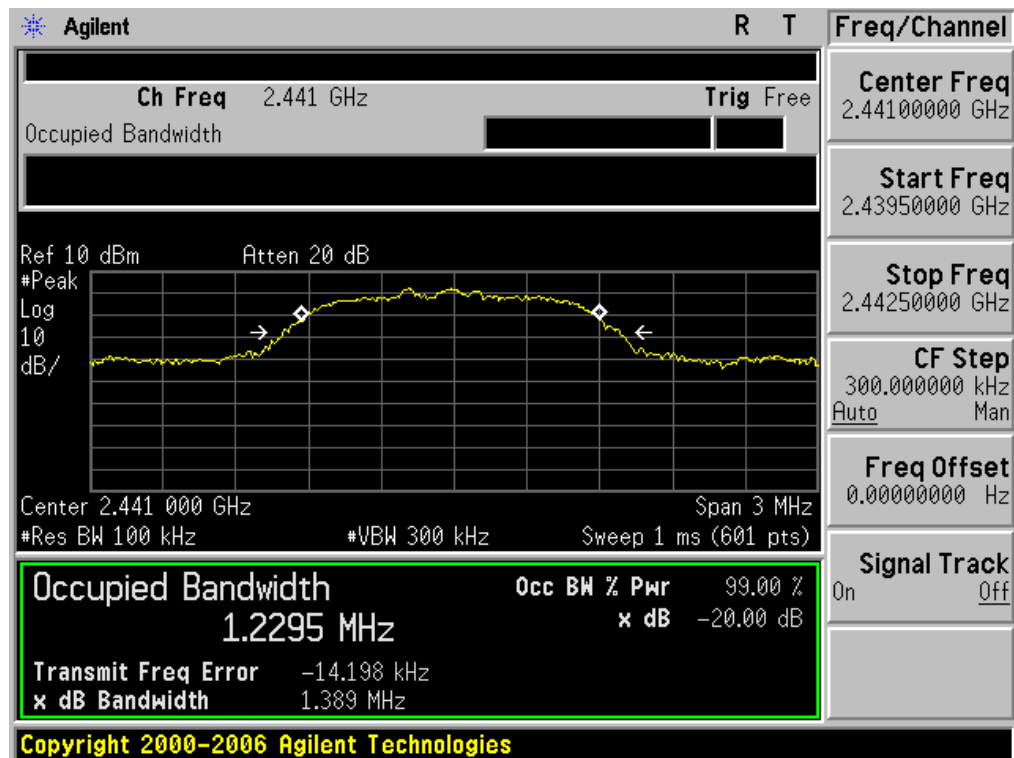 Agilent R T
Ch Freq 2.441 GHz Trig Free
Occupied Bandwidth
Ref 10 dBm Atten 20 dB
#Peak
Log
10
dB/
Center 2.441 000 GHz Span 3 MHz
#Res BW 100 kHz #VBW 300 kHz Sweep 1 ms (601 pts)
Occupied Bandwidth Occ BW % Pwr 99.00 %
1.2295 MHz x dB -20.00 dB
Transmit Freq Error -14.198 kHz
x dB Bandwidth 1.389 MHz
Copyright 2000-2006 Agilent Technologies
Freq/Channel
Center Freq
2.44100000 GHz
Start Freq
2.43950000 GHz
Stop Freq
2.44250000 GHz
CF Step
300.000000 kHz
Auto Man
Freq Offset
0.00000000 Hz
Signal Track
On Off